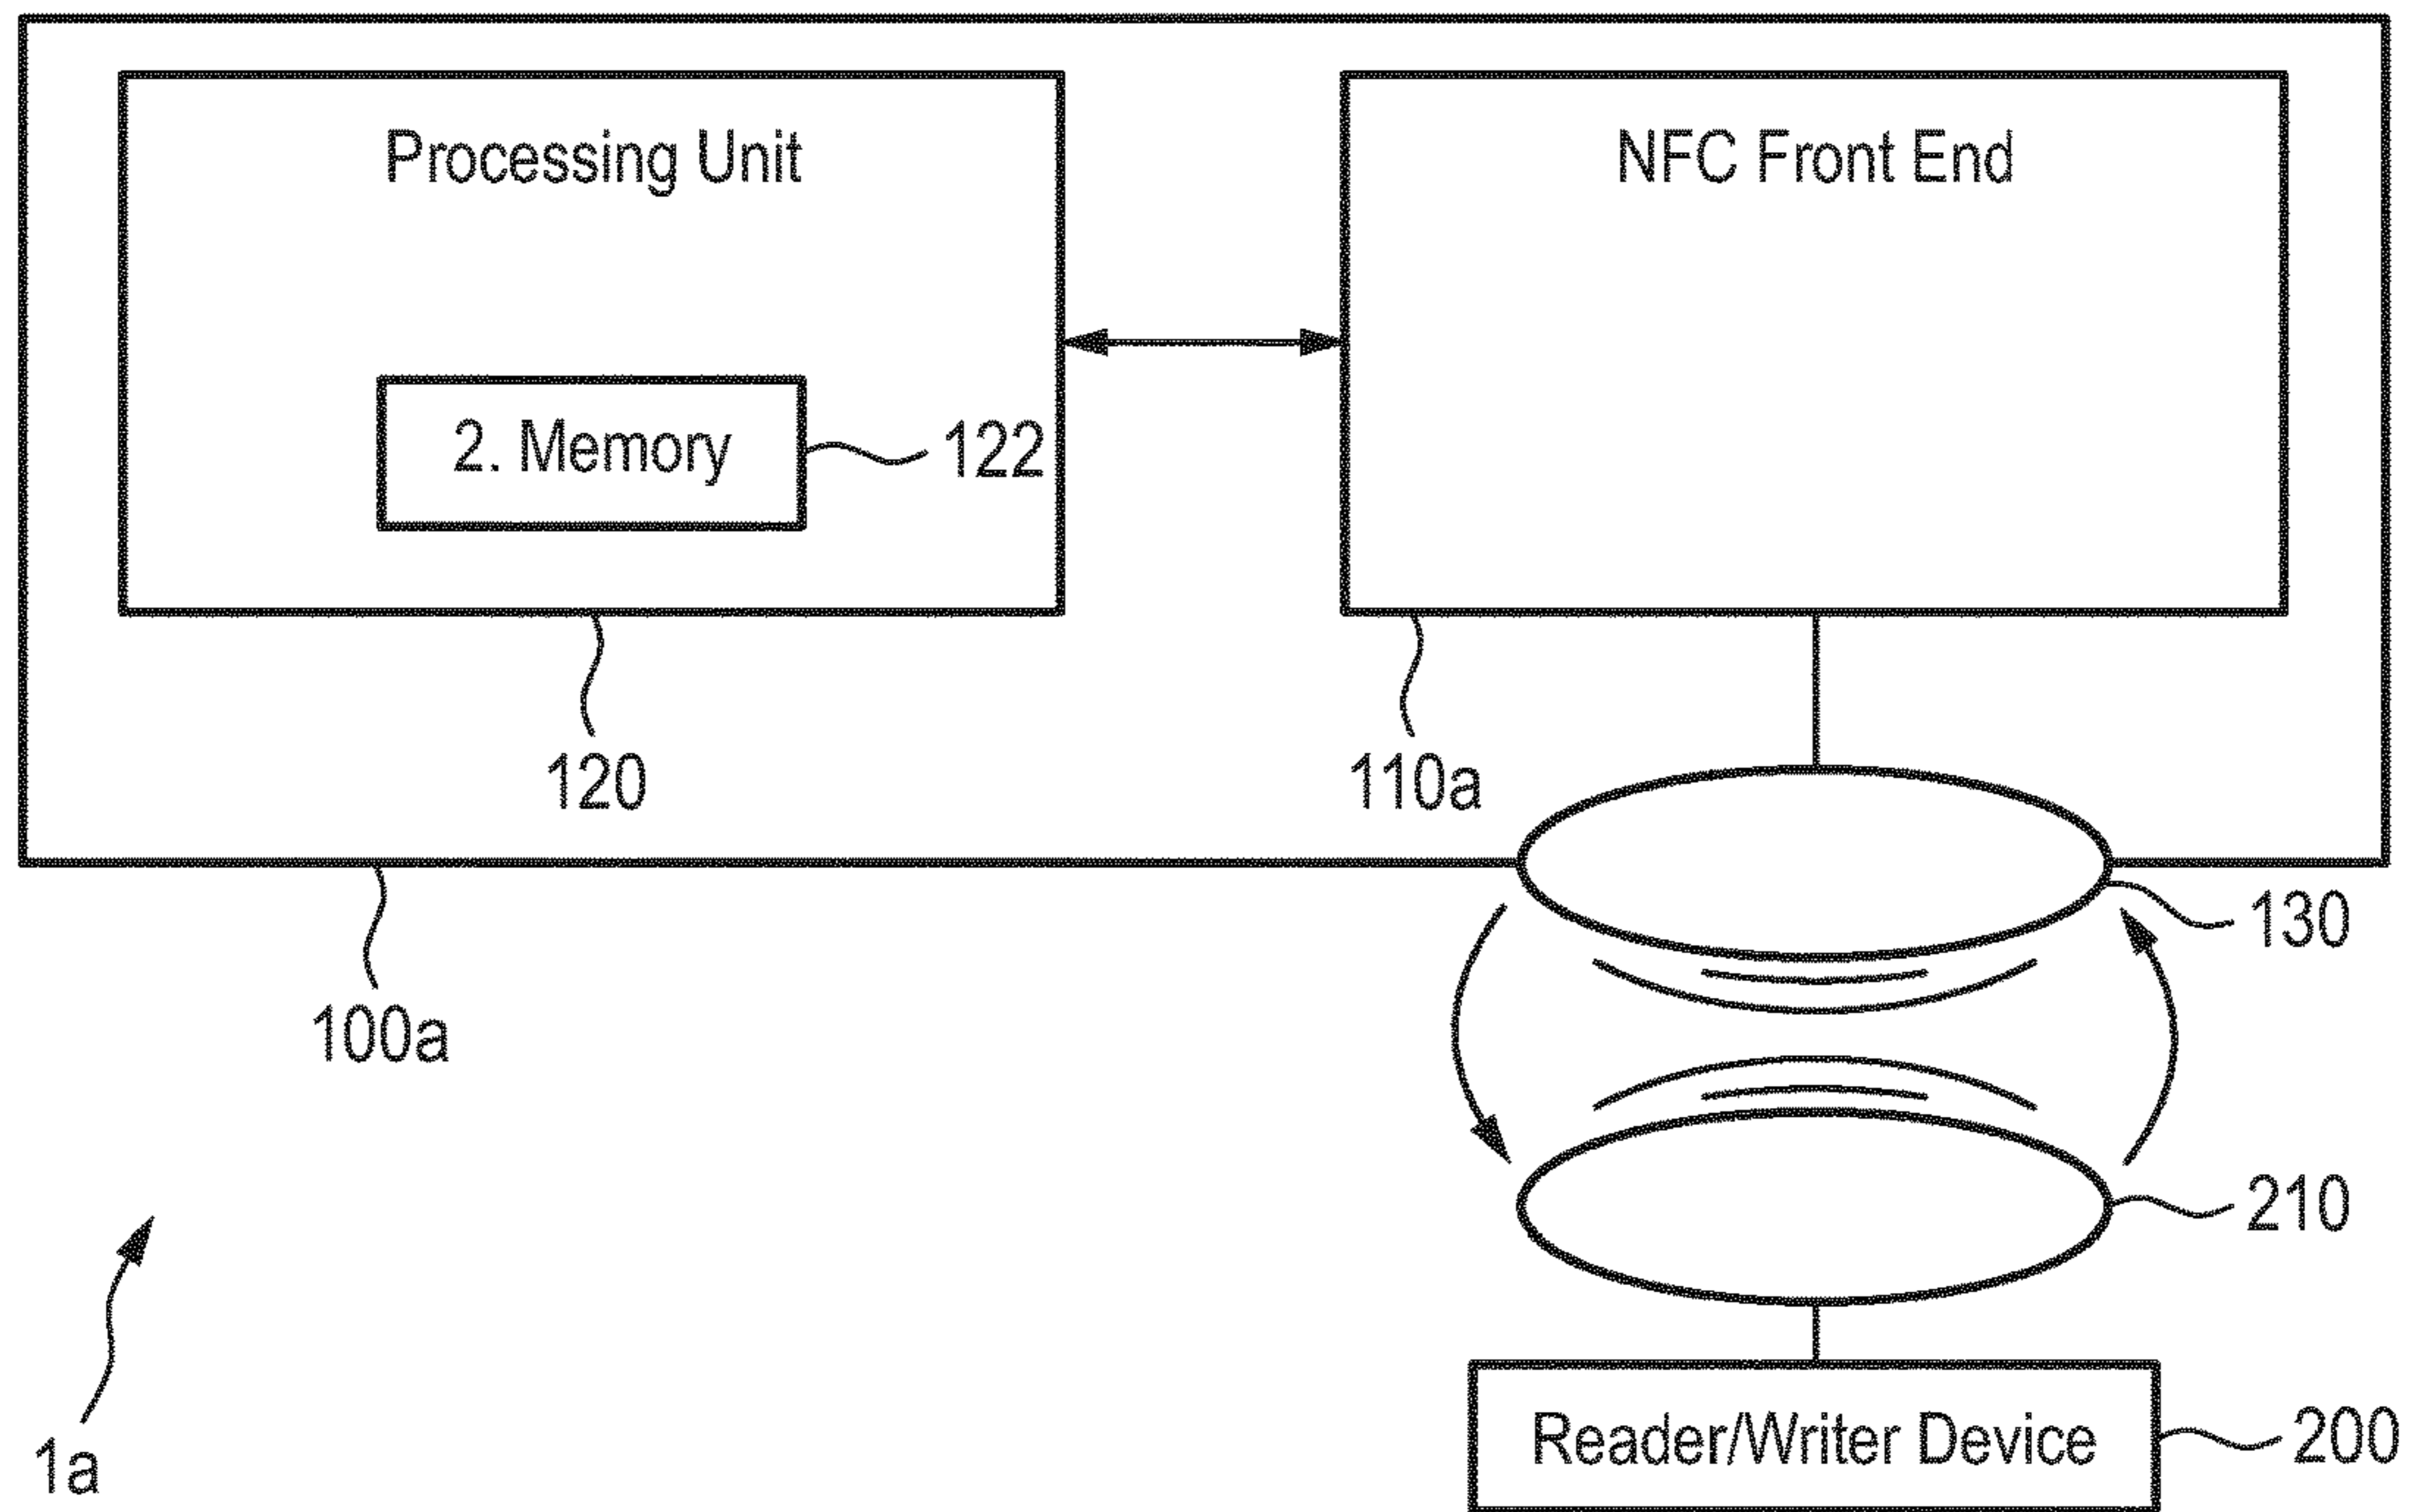 Processing Unit
NFC Front End
2. Memory
122
120
110a
130
100a
210
1a
Reader/Writer Device
200